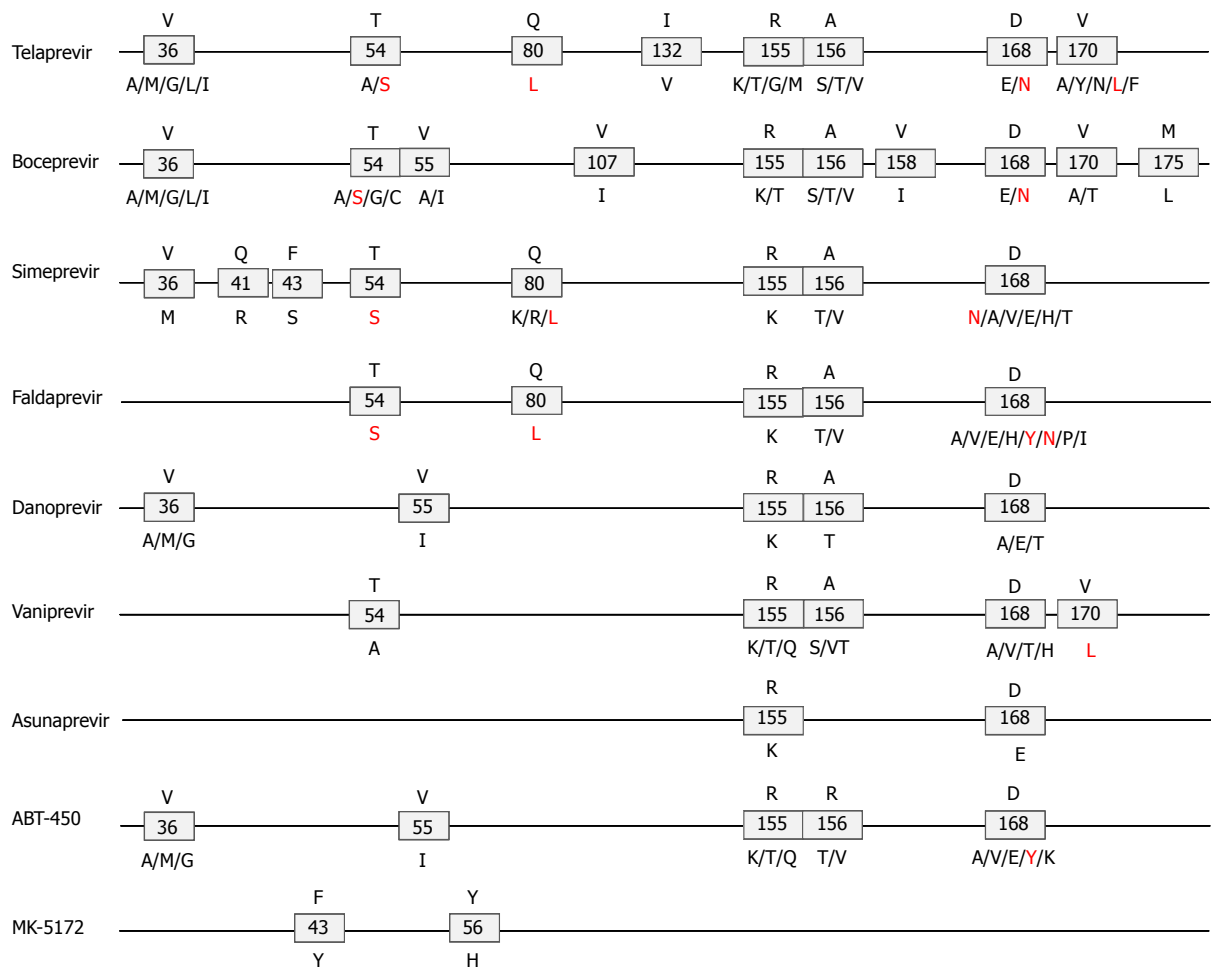 V T Q I R A D V
Telaprevir 36 54 80 132 155 156 168 170
A/M/G/L/I A/S L V K/T/G/M S/T/V E/N A/Y/N/L/F
V T V V R A V D V M
Boceprevir 36 54 55 107 155 156 158 168 170 175
A/M/G/L/I A/S/G/C A/I I K/T S/T/V I E/N A/T L
V Q F T Q R A D
Simeprevir 36 41 43 54 80 155 156 168
M R S S K/R/L K T/V N/A/V/E/H/T
T Q R A D
Faldaprevir 54 80 155 156 168
S L K T/V A/V/E/H/Y/N/P/I
V V R A D
Danoprevir 36 55 155 156 168
A/M/G I K T A/E/T
T R A D V
Vaniprevir 54 155 156 168 170
A K/T/Q S/VT A/V/T/H L
R D
Asunaprevir 155 168
K E
V V R R D
ABT-450 36 55 155 156 168
A/M/G I K/T/Q T/V A/V/E/Y/K
F Y
MK-5172 43 56
Y H